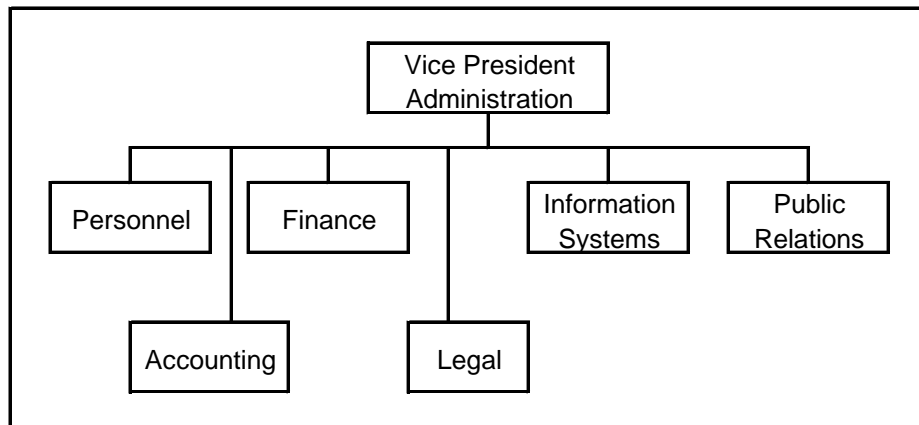 Vice President
Administration
Personnel
Finance
Information
Systems
Public
Relations
Accounting
Legal